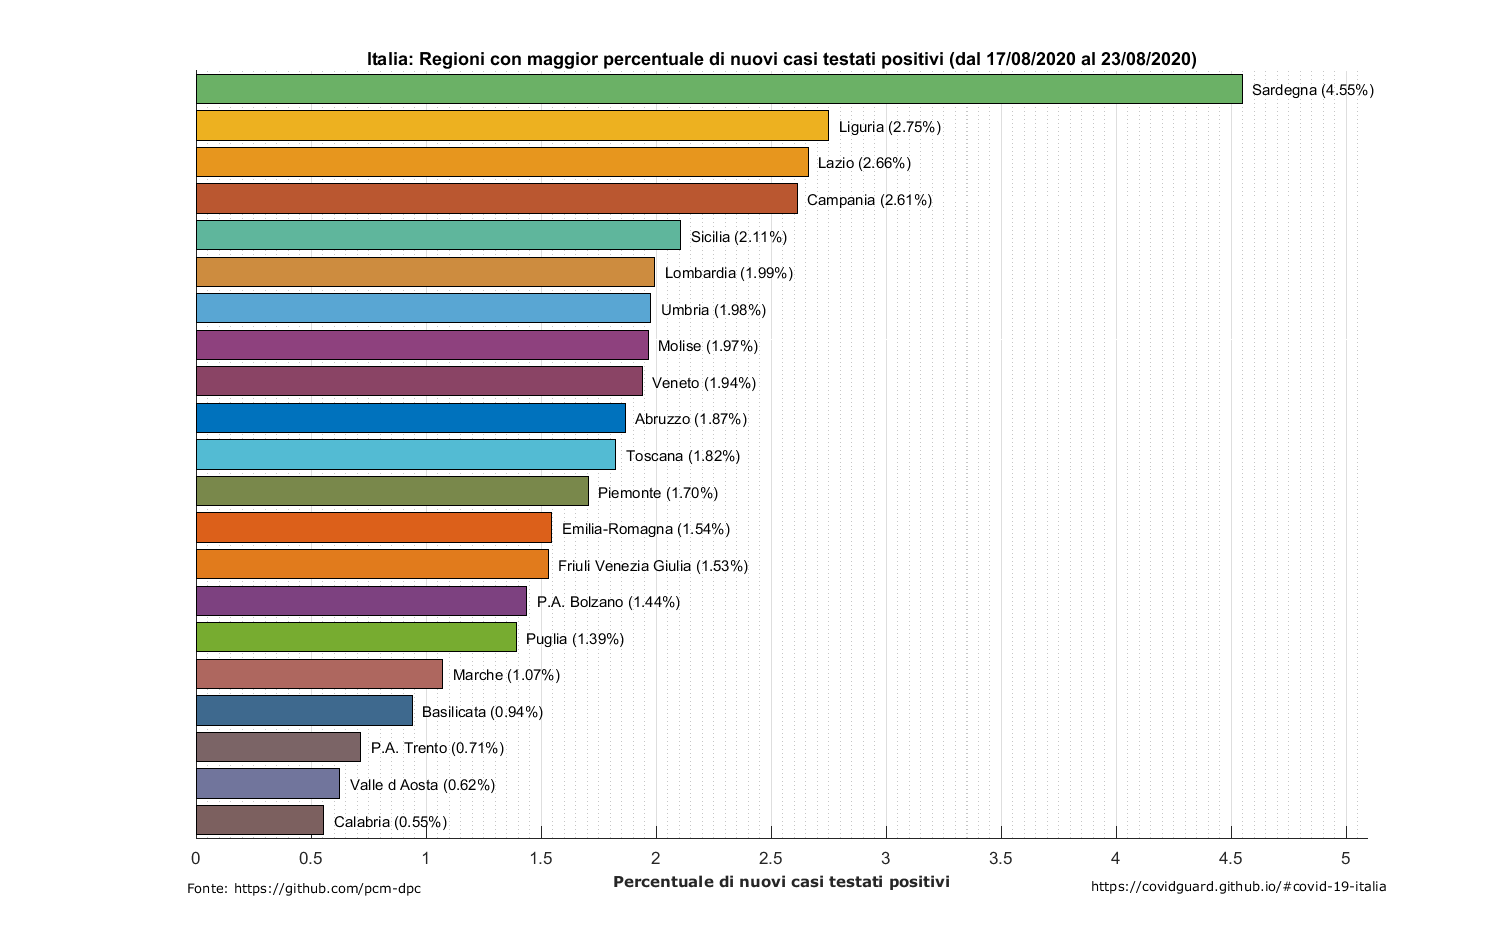 Italia: Regioni con maggior percentuale di nuovi casi testati positivi (dal 17/08/2020 al 23/08/2020)
Sardegna (4.55%)
Liguria (2.75%)
Lazio (2.66%)
Campania (2.61%)
Sicilia (2.11%)
Lombardia (1.99%)
Umbria (1.98%)
Molise (1.97%)
Veneto (1.94%)
Abruzzo (1.87%)
Toscana (1.82%)
Piemonte (1.70%)
Emilia-Romagna (1.54%)
Friuli Venezia Giulia (1.53%)
P.A. Bolzano (1.44%)
Puglia (1.39%)
Marche (1.07%)
Basilicata (0.94%)
P.A. Trento (0.71%)
Valle d Aosta (0.62%)
Calabria (0.55%)
0 0.5 1 1.5 2 2.5 3 3.5 4 4.5 5
Percentuale di nuovi casi testati positivi
Fonte: https://github.com/pcm-dpc
https://covidguard.github.io/#covid-19-italia